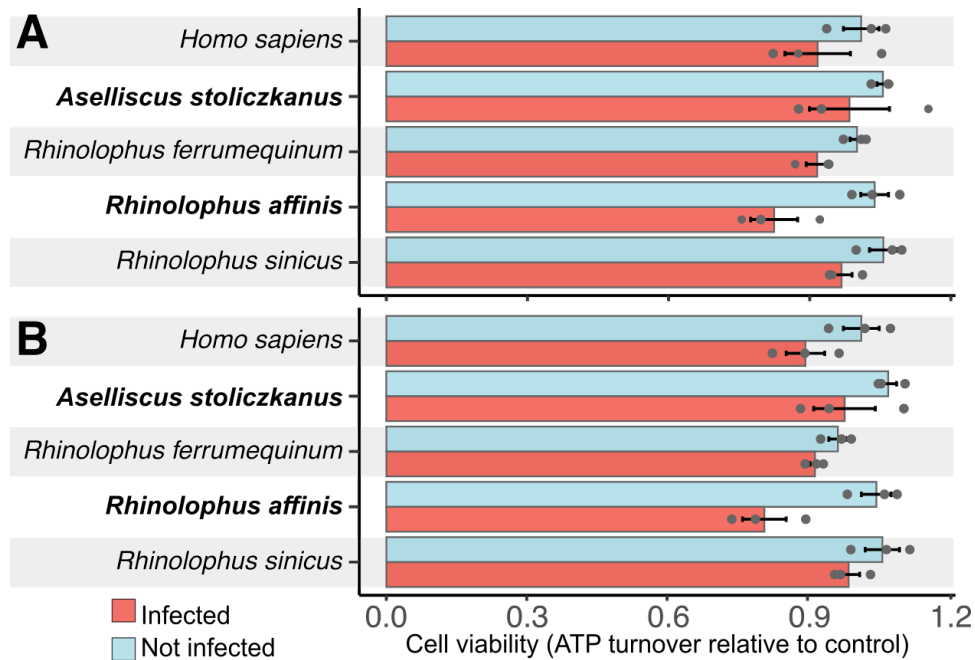 A
Homo sapiens
Aselliscus stoliczkanus
Rhinolophus ferrumequinum
Rhinolophus affinis
Rhinolophus sinicus
B
Homo sapiens
Aselliscus stoliczkanus
Rhinolophus ferrumequinum
Rhinolophus affinis
Rhinolophus sinicus
0.0 0.3 0.6 0.9 1.2
Cell viability (ATP turnover relative to control)
Infected
Not infected